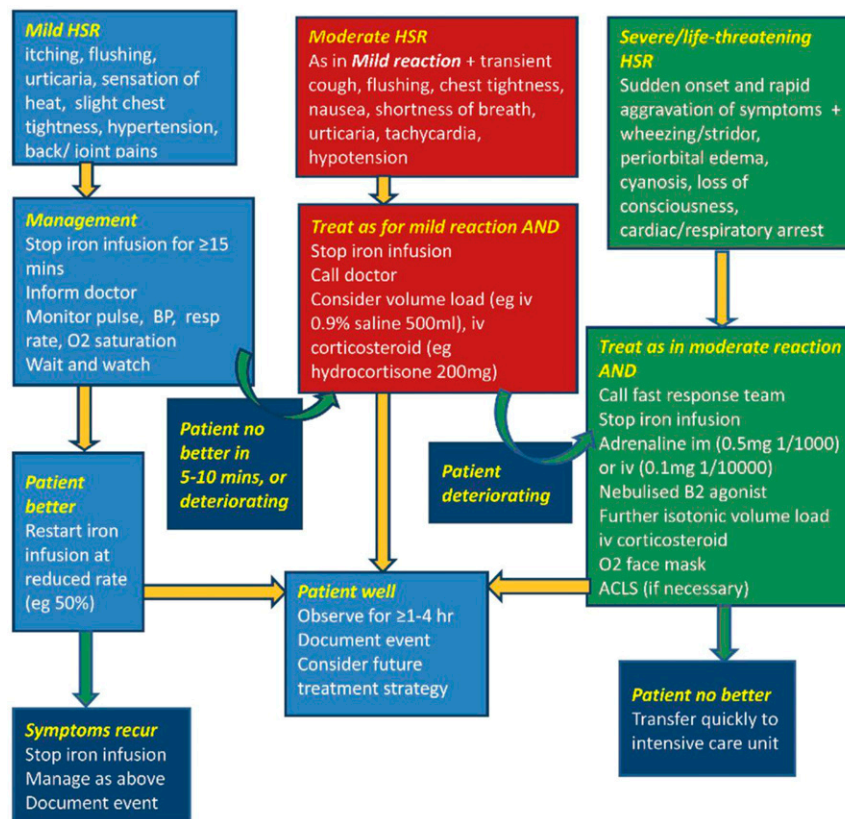 Mild HSR
itching, flushing,
urticaria, sensation of
heat, slight chest
tightness, hypertension,
back/ joint pains
Moderate HSR
As in Mild reaction + transient
cough, flushing, chest tightness,
nausea, shortness of breath,
urticaria, tachycardia,
hypotension
Severe/life-threatening
HSR
Sudden onset and rapid
aggravation of symptoms +
wheezing/stridor,
periorbital edema,
cyanosis, loss of
consciousness,
cardiac/respiratory arrest
Management
Stop iron infusion for ≥15
mins
Inform doctor
Monitor pulse, BP, resp
rate, O2 saturation
Wait and watch
Treat as for mild reaction AND
Stop iron infusion
Call doctor
Consider volume load (eg iv
0.9% saline 500ml), iv
corticosteroid (eg
hydrocortisone 200mg)
Treat as in moderate reaction
AND
Call fast response team
Stop iron infusion
Adrenaline im (0.5mg 1/1000)
or iv (0.1mg 1/10000)
Nebulised B2 agonist
Further isotonic volume load
iv corticosteroid
O2 face mask
ACLS (if necessary)
Patient no
better in
5-10 mins, or
deteriorating
Patient
deteriorating
Patient
better
Restart iron
infusion at
reduced rate
(eg 50%)
Patient well
Observe for ≥1-4 hr
Document event
Consider future
treatment strategy
Patient no better
Transfer quickly to
intensive care unit
Symptoms recur
Stop iron infusion
Manage as above
Document event